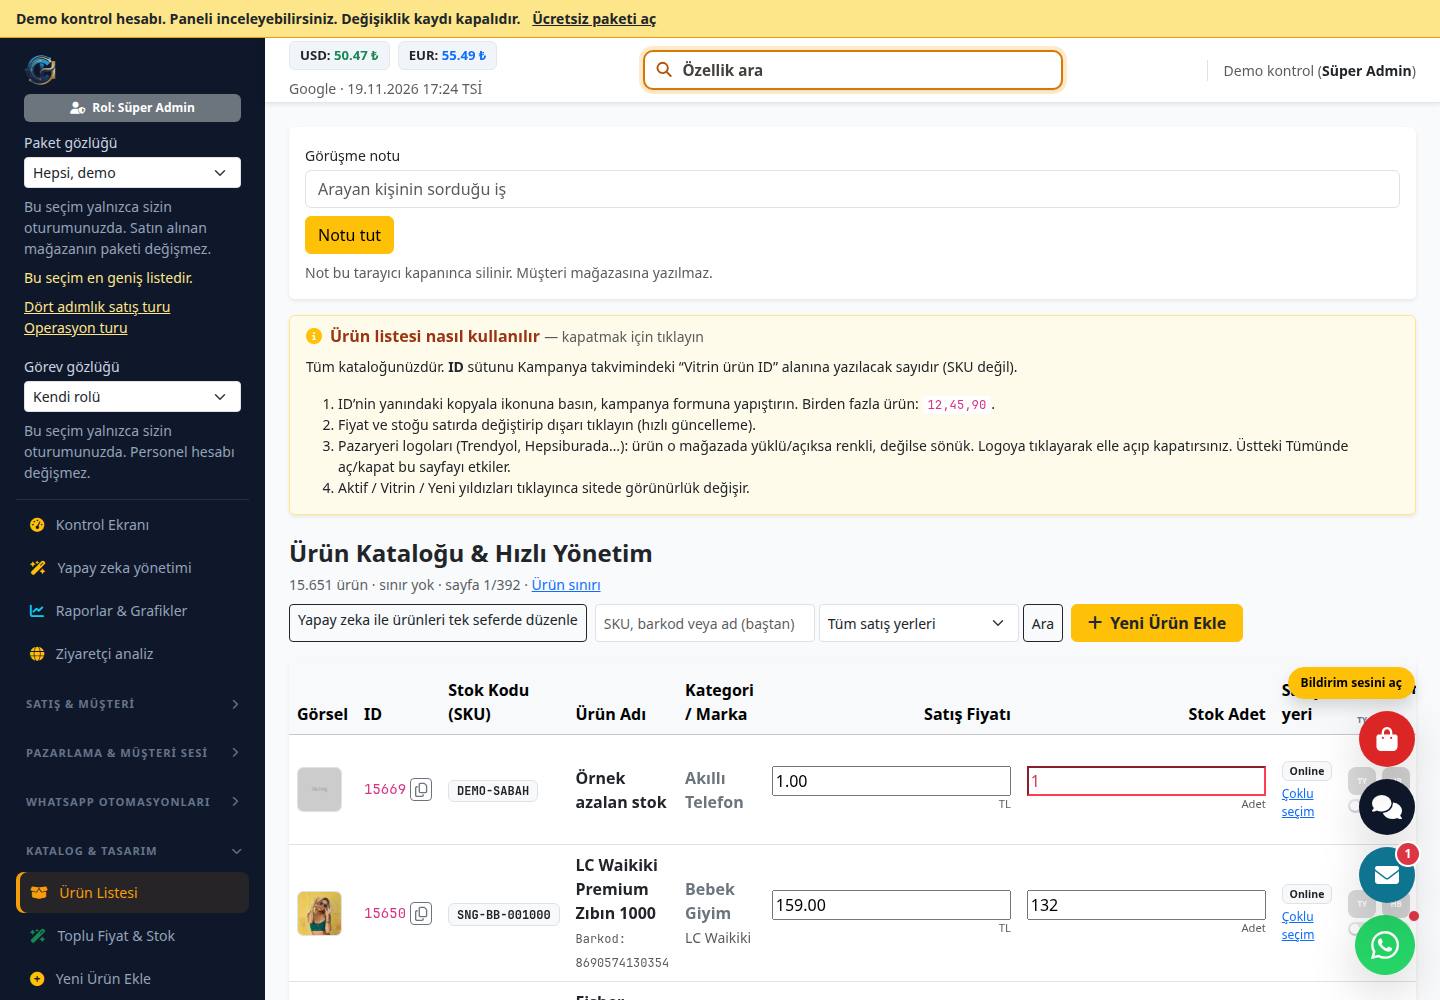 Demo kontrol hesabı. Paneli inceleyebilirsiniz. Değişiklik kaydı kapalıdır. Ücretsiz paketi aç
Rol: Süper Admin
Paket gözlüğü
Hepsi, demo
Bu seçim yalnızca sizin
oturumunuzda. Satın alınan
mağazanın paketi değişmez.
Bu seçim en geniş listedir.
Dört adımlık satış turu
Operasyon turu
Görev gözlüğü
Kendi rolü
Bu seçim yalnızca sizin
oturumunuzda. Personel hesabı
değişmez.
Kontrol Ekranı
Yapay zeka yönetimi
Raporlar & Grafikler
Ziyaretçi analiz
SATIŞ & MÜŞTERİ
PAZARLAMA & MÜŞTERİ SESİ
WHATSAPP OTOMASYONLARI
KATALOG & TASARIM
Ürün Listesi
Toplu Fiyat & Stok
Yeni Ürün Ekle
USD: 50.47 ₺ EUR: 55.49 ₺
Google · 19.11.2026 17:24 TSİ
Özellik ara
Demo kontrol (Süper Admin)
Görüşme notu
Arayan kişinin sorduğu iş
Notu tut
Not bu tarayıcı kapanınca silinir. Müşteri mağazasına yazılmaz.
Ürün listesi nasıl kullanılır — kapatmak için tıklayın
Tüm kataloğunuzdür. ID sütunu Kampanya takvimindeki “Vitrin ürün ID” alanına yazılacak sayıdır (SKU değil).
1. ID’nin yanındaki kopyala ikonuna basın, kampanya formuna yapıştırın. Birden fazla ürün: 12,45,90 .
2. Fiyat ve stoğu satırda değiştirip dışarı tıklayın (hızlı güncelleme).
3. Pazaryeri logoları (Trendyol, Hepsiburada…): ürün o mağazada yüklü/açıksa renkli, değilse sönük. Logoya tıklayarak elle açıp kapatırsınız. Üstteki Tümünde
aç/kapat bu sayfayı etkiler.
4. Aktif / Vitrin / Yeni yıldızları tıklayınca sitede görünürlük değişir.
Ürün Kataloğu & Hızlı Yönetim
15.651 ürün · sınır yok · sayfa 1/392 · Ürün sınırı
Yapay zeka ile ürünleri tek seferde düzenle SKU, barkod veya ad (baştan) Tüm satış yerleri Ara Yeni Ürün Ekle
Bildirim sesini aç
Görsel ID Stok Kodu
(SKU) Ürün Adı Kategori
/ Marka Satış Fiyatı Stok Adet yeri
15669 DEMO-SABAH Örnek
azalan stok Akıllı
Telefon 1.00
TL 1
Adet Online
Çoklu
seçim TY
15650 SNG-BB-001000 LC Waikiki
Premium
Zıbın 1000
Barkod:
8690574130354 Bebek
Giyim
LC Waikiki 159.00
TL 132
Adet Online
Çoklu
seçim TY HB
1